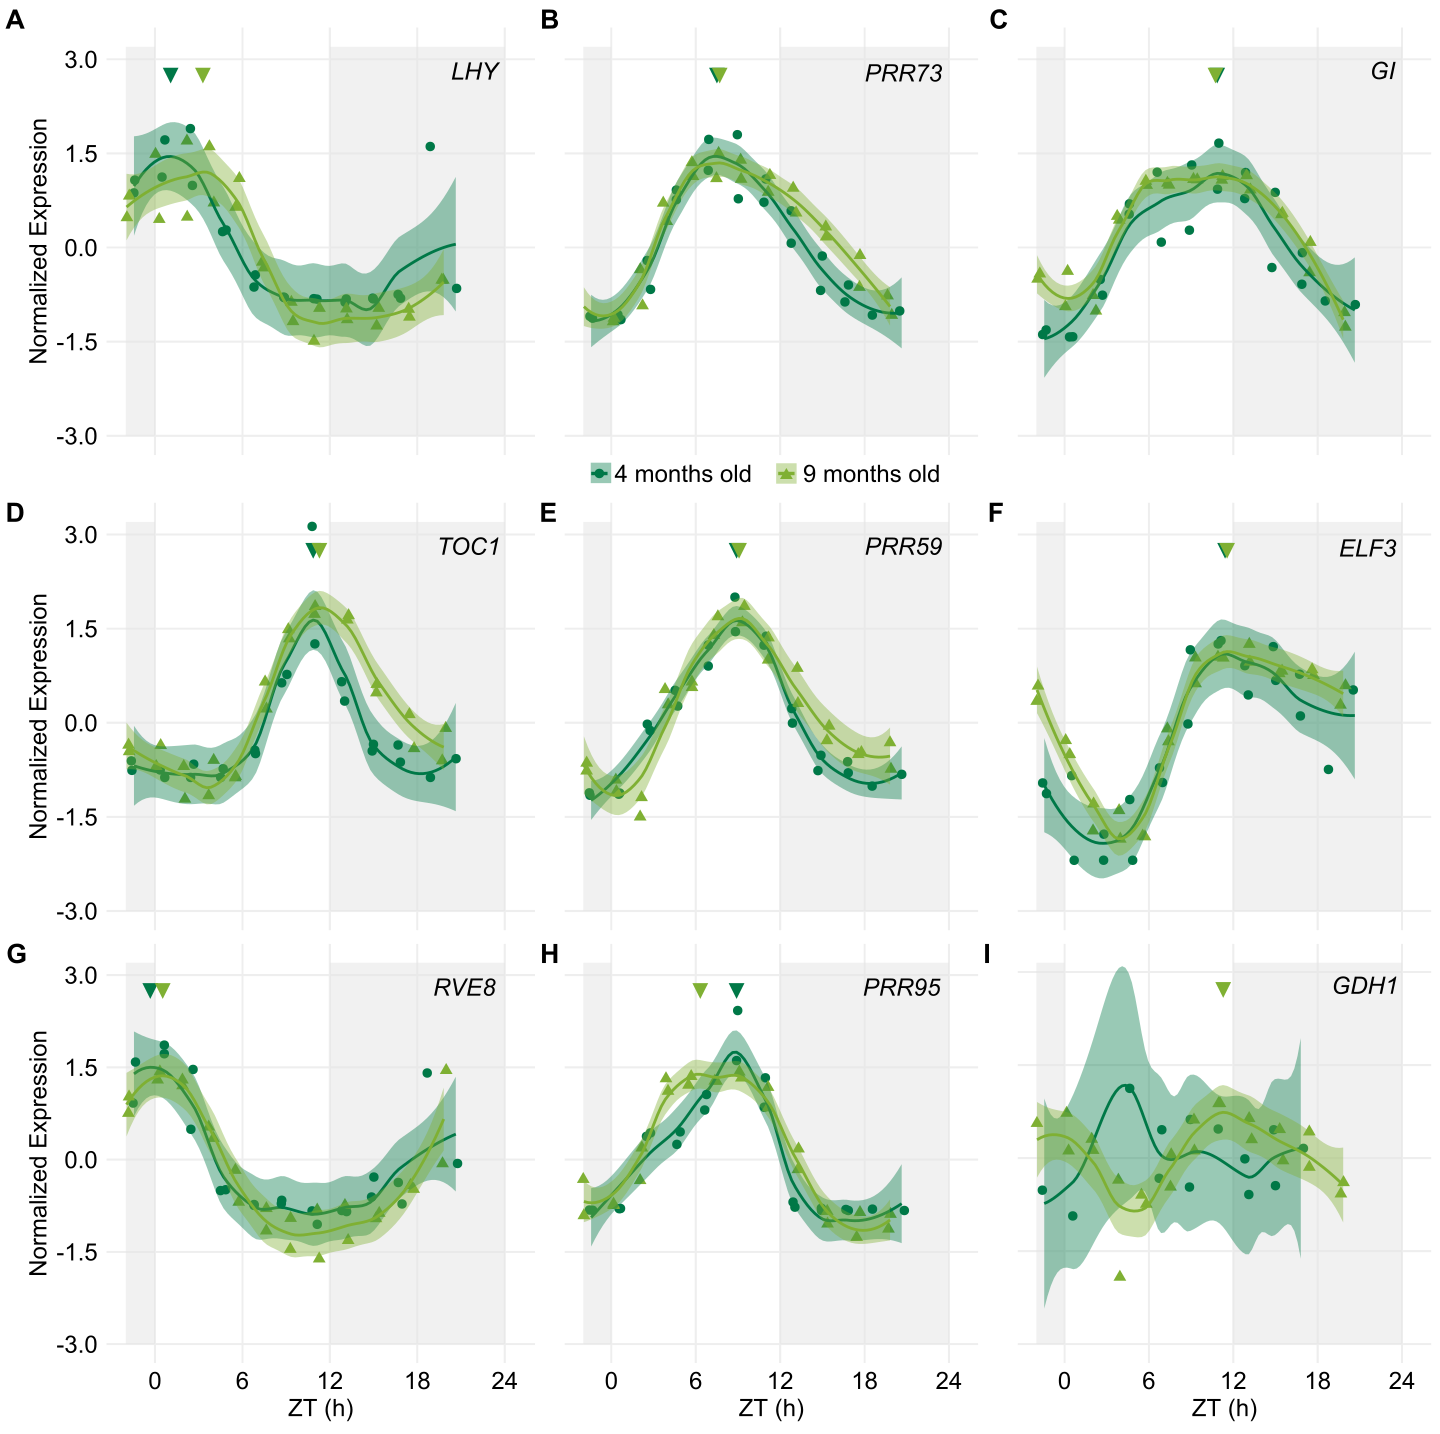 A
B
C
LHY
PRR73
GI
Normalized Expression
3.0
1.5
0.0
-1.5
-3.0
4 months old
9 months old
D
E
F
TOC1
PRR59
ELF3
Normalized Expression
3.0
1.5
0.0
-1.5
-3.0
G
H
I
RVE8
PRR95
GDH1
Normalized Expression
3.0
1.5
0.0
-1.5
-3.0
0 6 12 18 24
0 6 12 18 24
0 6 12 18 24
ZT (h)
ZT (h)
ZT (h)